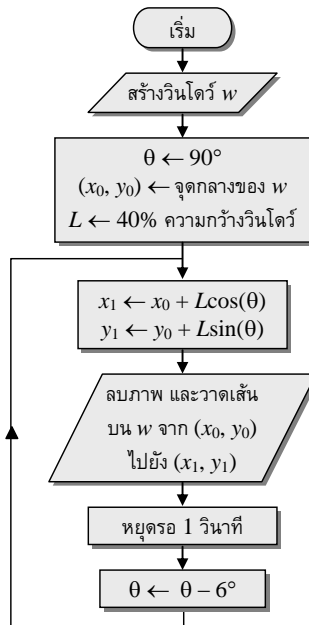 เริ่ม
สร้างวินโดว์ w
θ ← 90°
(x₀, y₀) ← จุดกลางของ w
L ← 40% ความกว้างวินโดว์
x₁ ← x₀ + Lcos(θ)
y₁ ← y₀ + Lsin(θ)
ลบภาพ และวาดเส้น
บน w จาก (x₀, y₀)
ไปยัง (x₁, y₁)
หยุดรอ 1 วินาที
θ ← θ − 6°